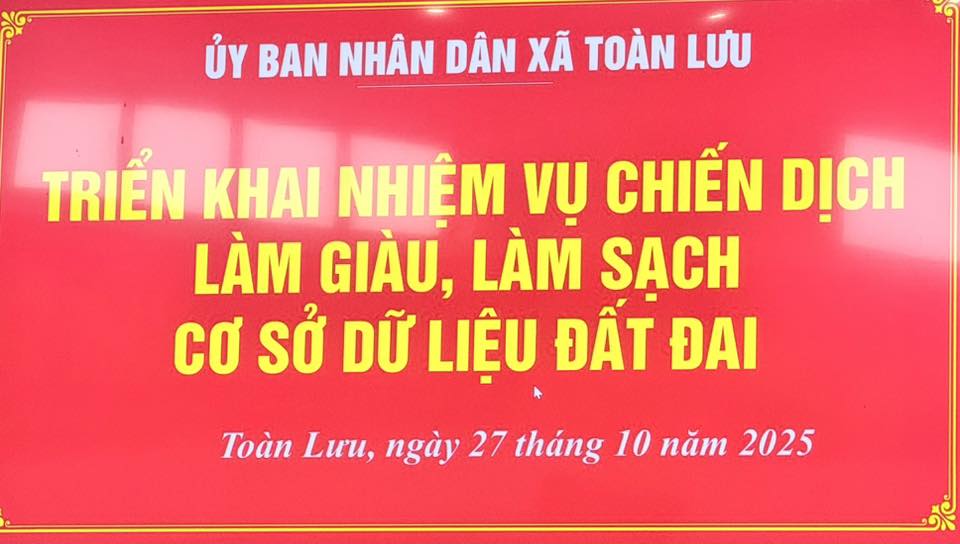 ỦY BAN NHÂN DÂN XÃ TOÀN LƯU
TRIỂN KHAI NHIỆM VỤ CHIẾN DỊCH
LÀM GIÀU, LÀM SẠCH
CƠ SỞ DỮ LIỆU ĐẤT ĐAI
Toàn Lưu, ngày 27 tháng 10 năm 2025